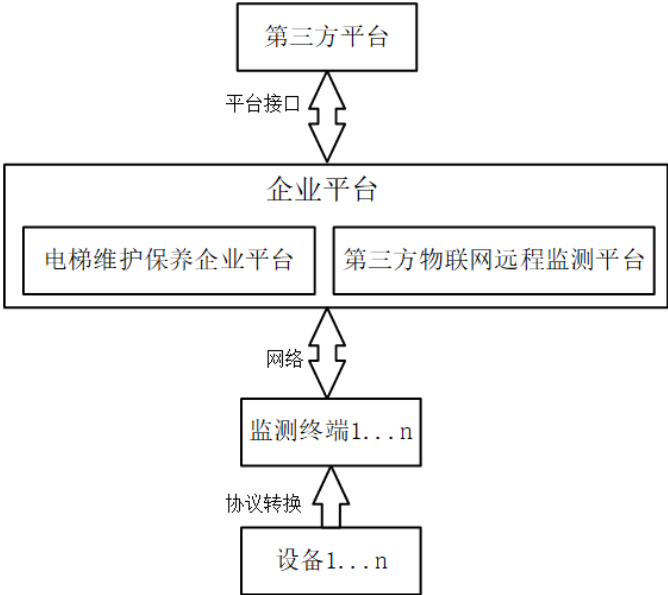 第三方平台
平台接口
企业平台
电梯维护保养企业平台
第三方物联网远程监测平台
网络
监测终端1...n
协议转换
设备1...n